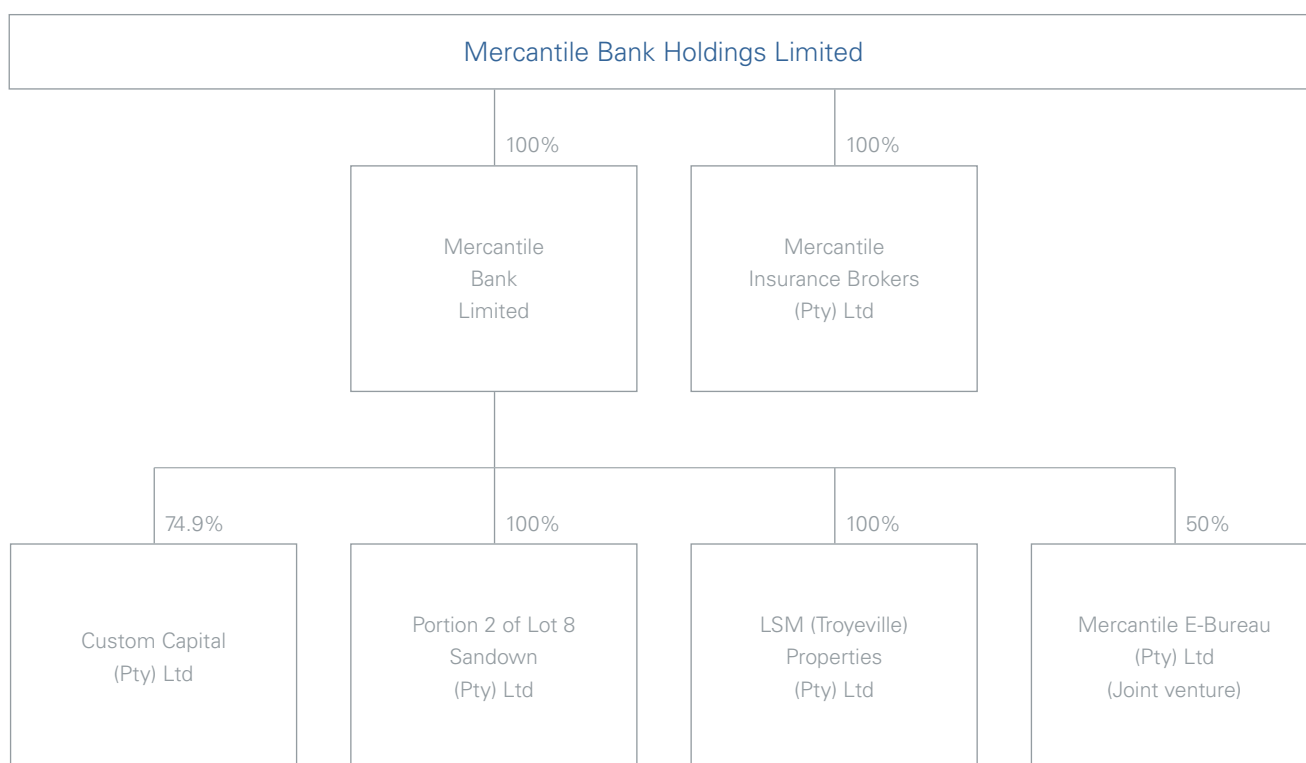 Mercantile Bank Holdings Limited
100%
100%
Mercantile
Bank
Limited
Mercantile
Insurance Brokers
(Pty) Ltd
74.9%
100%
100%
50%
Custom Capital
(Pty) Ltd
Portion 2 of Lot 8
Sandown
(Pty) Ltd
LSM (Troyeville)
Properties
(Pty) Ltd
Mercantile E-Bureau
(Pty) Ltd
(Joint venture)